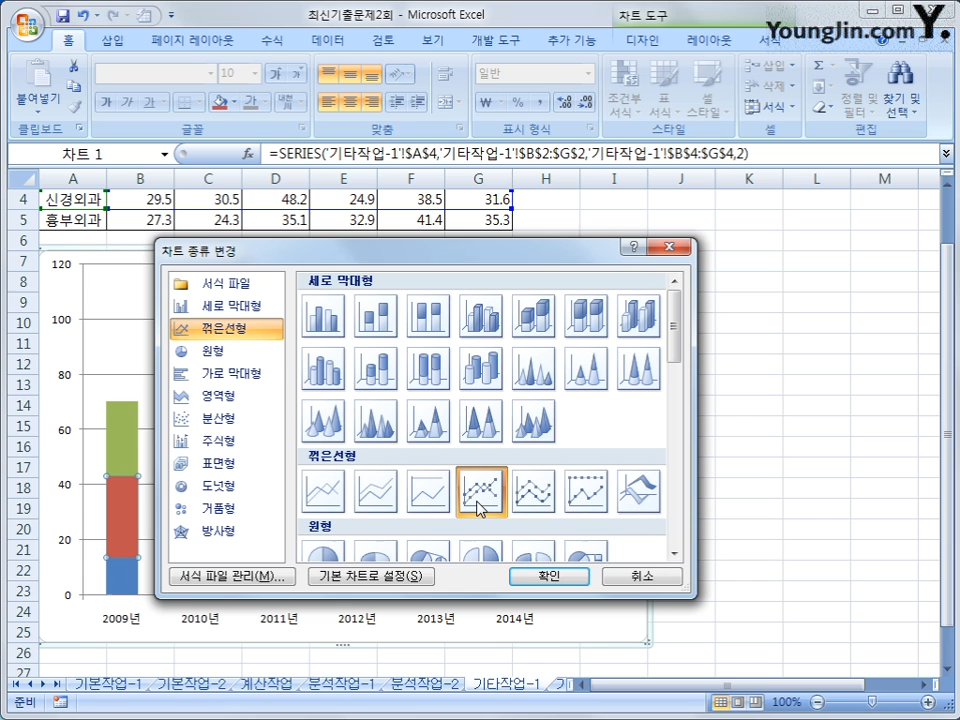 최신기출문제2회 - Microsoft Excel
차트 도구
YoungJin.com Y.
홈 삽입 페이지 레이아웃 수식 데이터 검토 보기 개발 도구 추가 기능 디자인 레이아웃 서식
붙여넣기
10
가 가 가
일반
조건부 서식
표 서식
셀 스타일
삽입
삭제
서식
정렬 및 필터
찾기 및 선택
클립보드 글꼴 맞춤 표시 형식 스타일 셀 편집
차트 1 fx =SERIES('기타작업-1'!$A$4,'기타작업-1'!$B$2:$G$2,'기타작업-1'!$B$4:$G$4,2)
A B C D E F G H I J K L M
4 신경외과 29.5 30.5 48.2 24.9 38.5 31.6
5 흉부외과 27.3 24.3 35.1 32.9 41.4 35.3
6
7
8
9
10
11
12
13
14
15
16
17
18
19
20
21
22
23
24
25
26
27
120
100
80
60
40
20
0
2009년 2010년 2011년 2012년 2013년 2014년
차트 종류 변경
서식 파일
세로 막대형
꺾은선형
원형
가로 막대형
영역형
분산형
주식형
표면형
도넛형
거품형
방사형
세로 막대형
꺾은선형
원형
서식 파일 관리(M)... 기본 차트로 설정(S) 확인 취소
기본작업-1 기본작업-2 계산작업 분석작업-1 분석작업-2 기타작업-1
준비 100%